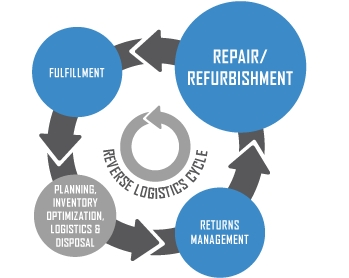 REPAIR/
REFURBISHMENT
FULFILLMENT
REVERSE LOGISTICS CYCLE
PLANNING,
INVENTORY
OPTIMIZATION,
LOGISTICS &
DISPOSAL
RETURNS
MANAGEMENT